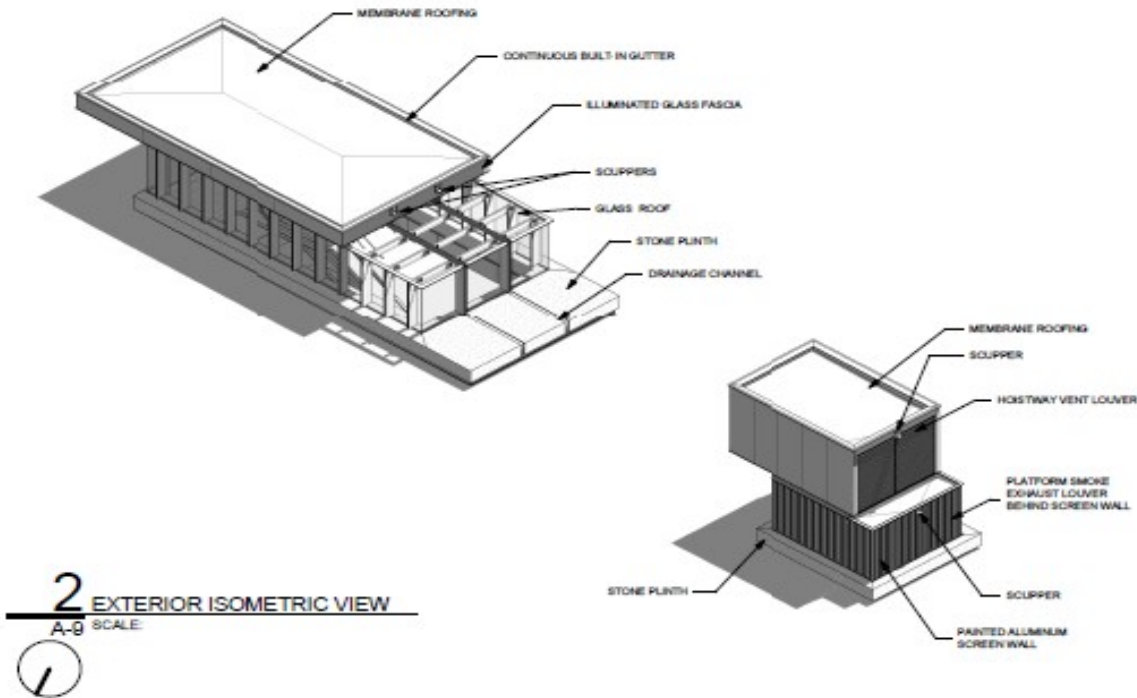 MEMBRANE ROOFING
CONTINUOUS BUILT-IN GUTTER
ILLUMINATED GLASS FASCIA
SCUPPERS
GLASS ROOF
STONE PLINTH
DRAINAGE CHANNEL
MEMBRANE ROOFING
SCUPPER
HOISTWAY VENT LOUVER
PLATFORM SMOKE
EXHAUST LOUVER
BEHIND SCREEN WALL
STONE PLINTH
SCUPPER
PAINTED ALUMINUM
SCREEN WALL
2 EXTERIOR ISOMETRIC VIEW
A-9 SCALE: